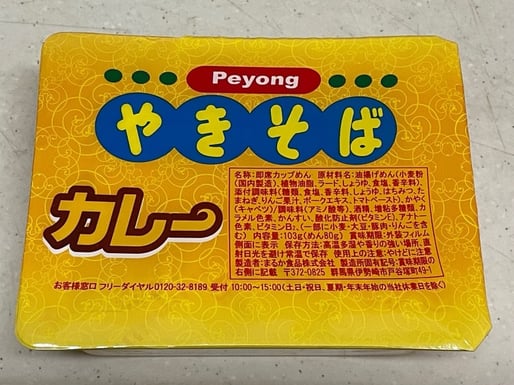 Peyong
やきそば
カレー
名称:即席カップめん 原材料名:油揚げめん(小麦粉
(国内製造)、植物油脂、ラード、しょうゆ、食塩、香辛料)、
添付調味料(糖類、食塩、香辛料、しょうゆ、はちみつ、た
まねぎ、りんご果汁、ポークエキス、トマトペースト)、かやく
(キャベツ)/調味料(アミノ酸等)、酒精、増粘多糖類、カ
ラメル色素、かんすい、酸化防止剤(ビタミンE)、アナトー
色素、ビタミンB₂、(一部に小麦・大豆・豚肉・りんごを含
む) 内容量:103g(めん80g) 賞味期限:外装フィルム
側面に表示 保存方法:高温多湿や香りの強い場所、直
射日光を避けて常温で保存 使用上の注意:やけどに注意
製造者:まるか食品株式会社 製造所固有記号:賞味期限の
右側に記載 〒372-0825 群馬県伊勢崎市戸谷塚町49-1
お客様窓口 フリーダイヤル0120-32-8189、受付 10:00~15:00(土・日・祝日、夏期・年末年始の当社休業日を除く)